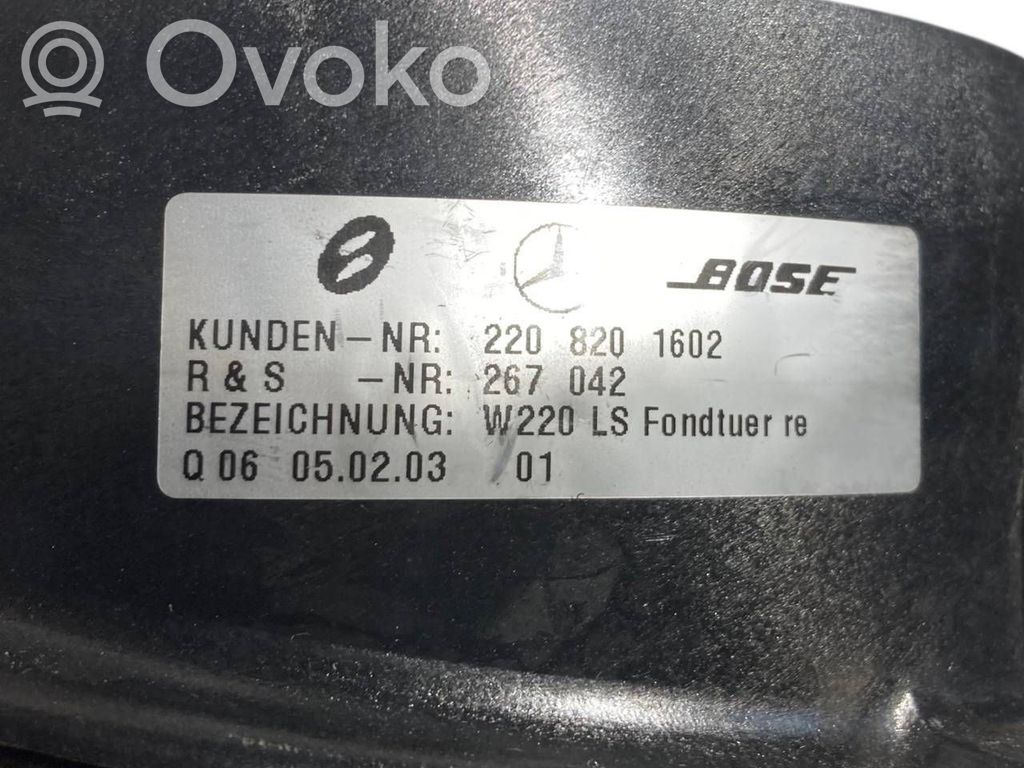 Ovoko
BOSE
KUNDEN-NR: 220 820 1602
R & S -NR: 267 042
BEZEICHNUNG: W220 LS Fondtuer re
Q 06 05.02.03 / 01